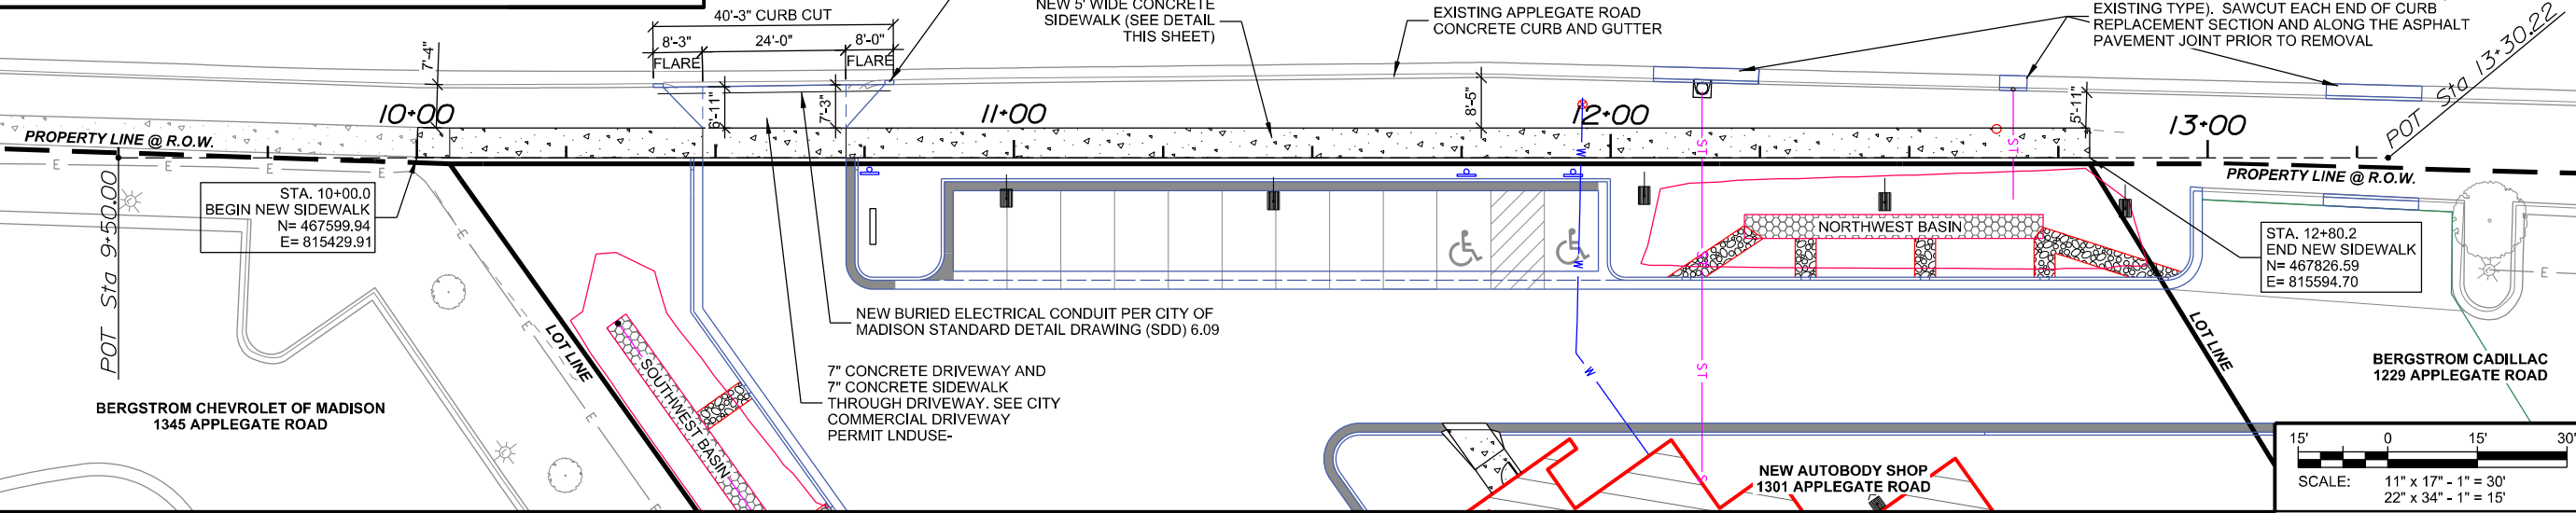 40'-3" CURB CUT
8'-3"
24'-0"
8'-0"
FLARE
FLARE
7'-4"
6'-11"
7'-3"
NEW 5' WIDE CONCRETE
SIDEWALK (SEE DETAIL
THIS SHEET)
EXISTING APPLEGATE ROAD
CONCRETE CURB AND GUTTER
EXISTING TYPE). SAWCUT EACH END OF CURB
REPLACEMENT SECTION AND ALONG THE ASPHALT
PAVEMENT JOINT PRIOR TO REMOVAL
POT Sta 13+30.22
8'-5"
5'-11"
10+00
11+00
12+00
13+00
PROPERTY LINE @ R.O.W.
PROPERTY LINE @ R.O.W.
POT Sta 9+50.00
STA. 10+00.0
BEGIN NEW SIDEWALK
N= 467599.94
E= 815429.91
STA. 12+80.2
END NEW SIDEWALK
N= 467826.59
E= 815594.70
NORTHWEST BASIN
SOUTHWEST BASIN
LOT LINE
LOT LINE
NEW BURIED ELECTRICAL CONDUIT PER CITY OF
MADISON STANDARD DETAIL DRAWING (SDD) 6.09
7" CONCRETE DRIVEWAY AND
7" CONCRETE SIDEWALK
THROUGH DRIVEWAY. SEE CITY
COMMERCIAL DRIVEWAY
PERMIT LNDUSE-
BERGSTROM CHEVROLET OF MADISON
1345 APPLEGATE ROAD
BERGSTROM CADILLAC
1229 APPLEGATE ROAD
NEW AUTOBODY SHOP
1301 APPLEGATE ROAD
E
E
E
E
E
E
E
E
E
E
W
W
W
W
ST
ST
ST
ST
S
15'
0
15'
30'
SCALE:
11" x 17" - 1" = 30'
22" x 34" - 1" = 15'